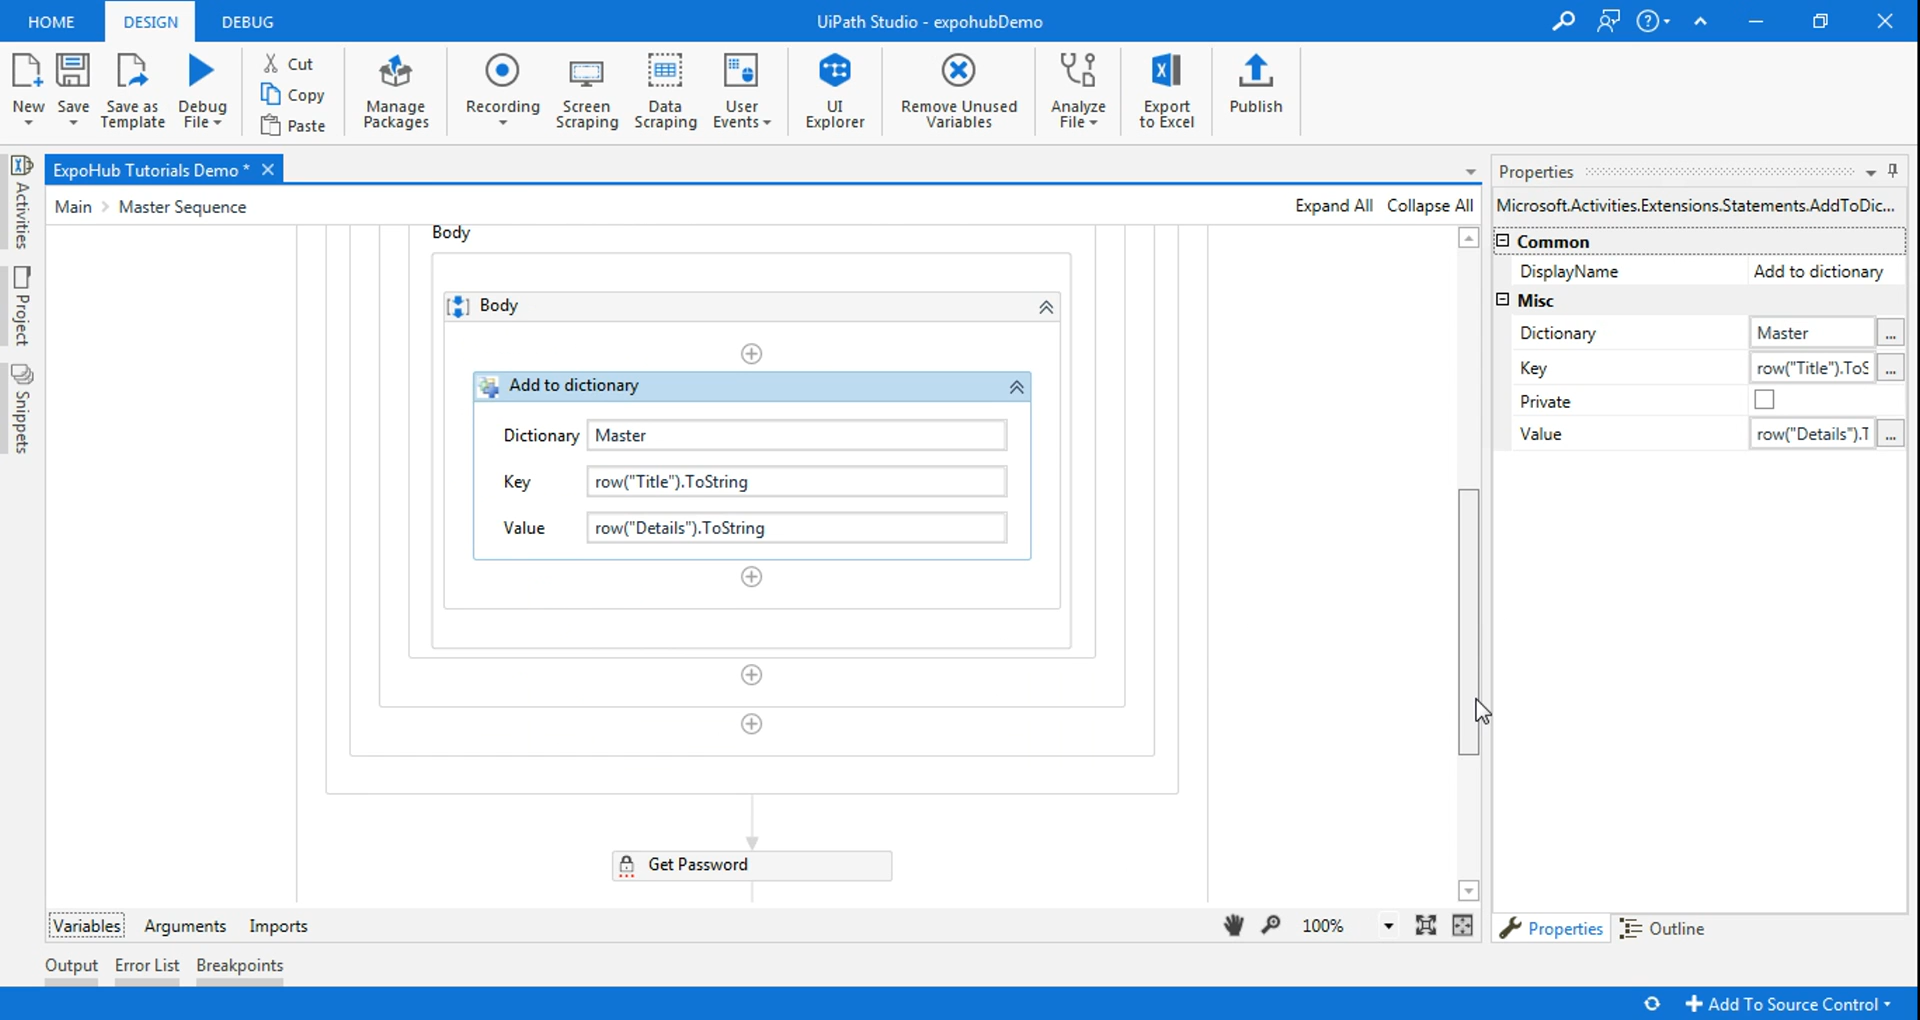 HOME DESIGN DEBUG UiPath Studio - expohubDemo
New Save Save as Template Debug File Cut Copy Paste Manage Packages Recording Screen Scraping Data Scraping User Events UI Explorer Remove Unused Variables Analyze File Export to Excel Publish
Activities
Project
Snippets
ExpoHub Tutorials Demo *
Main > Master Sequence Expand All Collapse All
Body
Body
Add to dictionary
Dictionary Master
Key row("Title").ToString
Value row("Details").ToString
Get Password
Variables Arguments Imports 100%
Output Error List Breakpoints
Properties
Microsoft.Activities.Extensions.Statements.AddToDic...
Common
DisplayName Add to dictionary
Misc
Dictionary Master ...
Key row("Title").ToS ...
Private
Value row("Details").T ...
Properties Outline
Add To Source Control